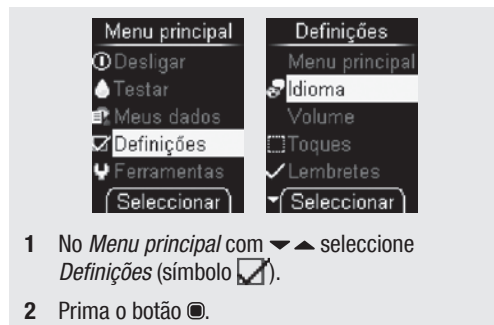 Menu principal
Desligar
Testar
Meus dados
Definições
Ferramentas
Seleccionar
Definições
Menu principal
Idioma
Volume
Toques
Lembretes
Seleccionar
1 No Menu principal com seleccione
Definições (símbolo ).
2 Prima o botão .